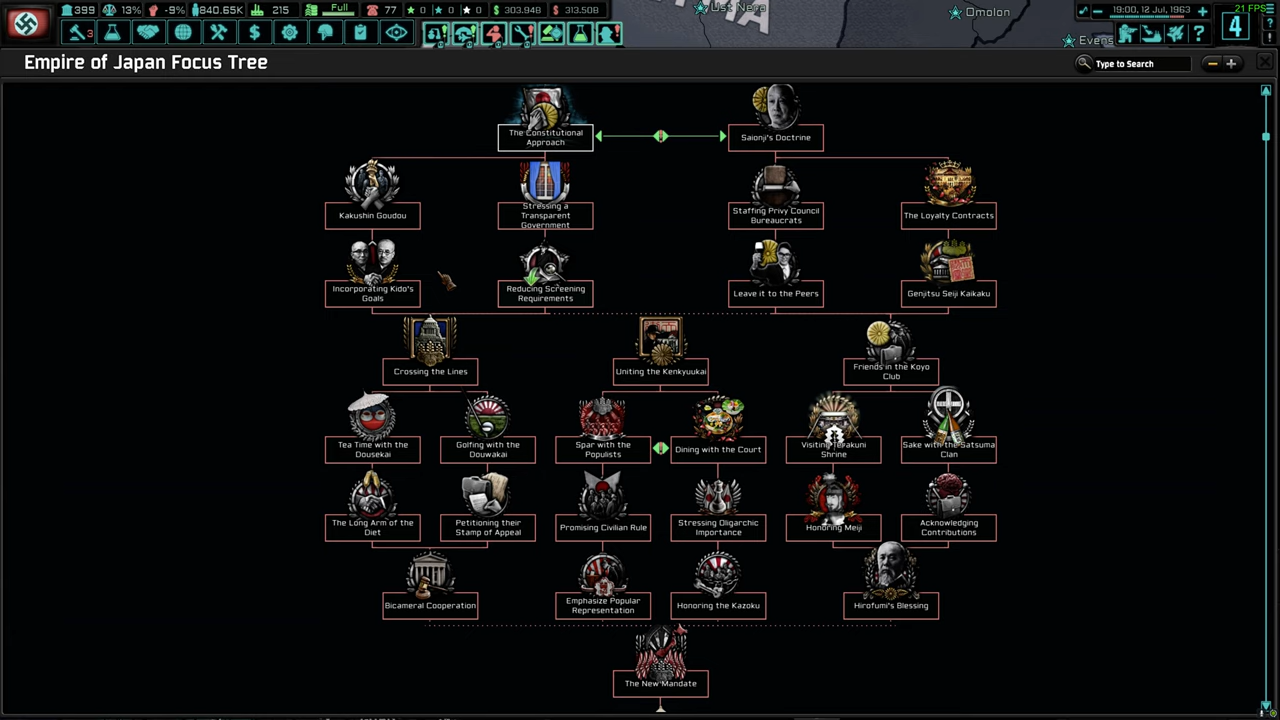 399 13% -9% 840.65K 215 Full 77 0 0 0 303.948 313.508
Ust Nera
Omolon
Evens
19:00, 12 Jul, 1963
21 FPS
4
3
Empire of Japan Focus Tree
Type to Search
The Constitutional
Approach
Saionji's Doctrine
Kakushin Goudou
Stressing a
Transparent
Government
Staffing Privy Council
Bureaucrats
The Loyalty Contracts
Incorporating Kido's
Goals
Reducing Screening
Requirements
Leave it to the Peers
Genjitsu Seiji Kaikaku
Crossing the Lines
Uniting the Kenkyuukai
Friends in the Koyo
Club
Tea Time with the
Dousekai
Golfing with the
Douwakai
Spar with the
Populists
Dining with the Court
Visiting Terakuni
Shrine
Sake with the Satsuma
Clan
The Long Arm of the
Diet
Petitioning their
Stamp of Appeal
Promising Civilian Rule
Stressing Oligarchic
Importance
Honoring Meiji
Acknowledging
Contributions
Bicameral Cooperation
Emphasize Popular
Representation
Honoring the Kazoku
Hirofumi's Blessing
The New Mandate